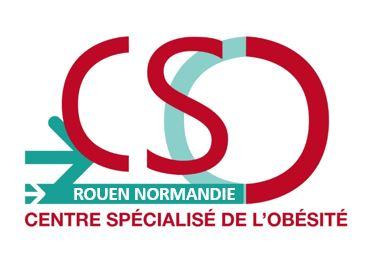 CSO
ROUEN NORMANDIE
CENTRE SPÉCIALISÉ DE L'OBÉSITÉ